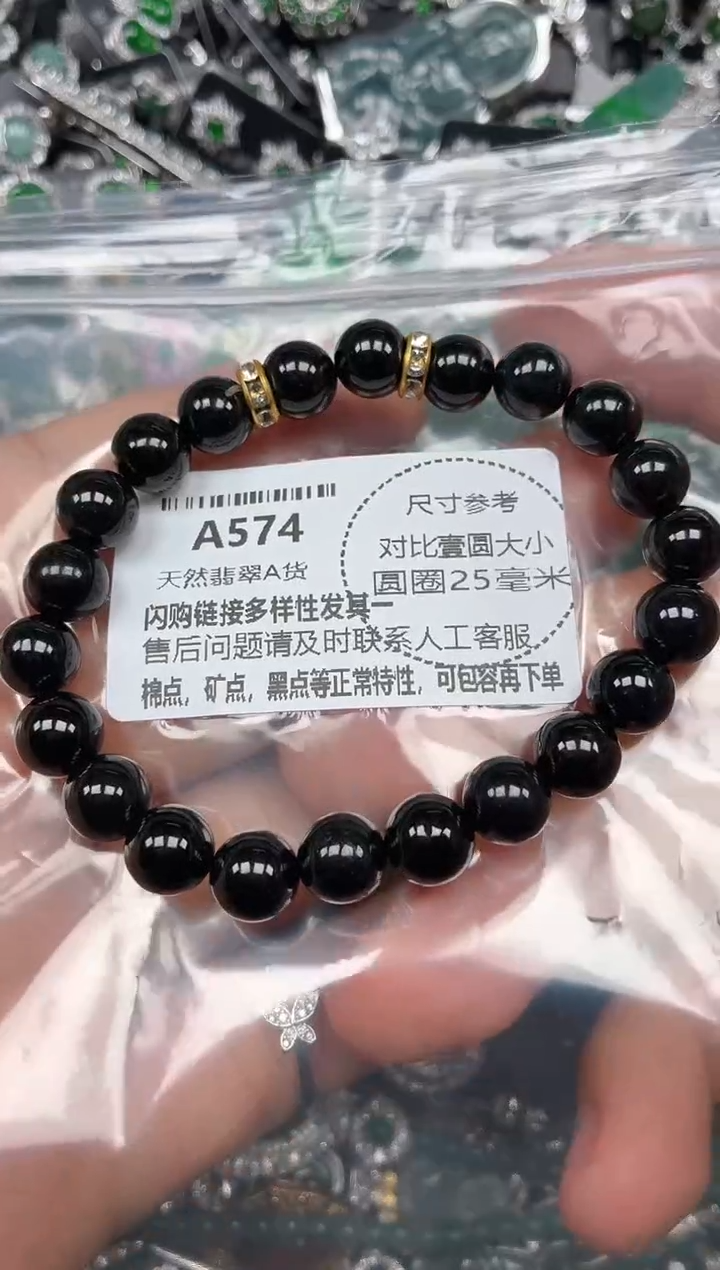 A574
天然翡翠A货
尺寸参考
对比壹圆大小
圆圈25毫米
闪购链接多样性发其一
售后问题请及时联系人工客服
棉点，矿点，黑点等正常特性，可包容再下单